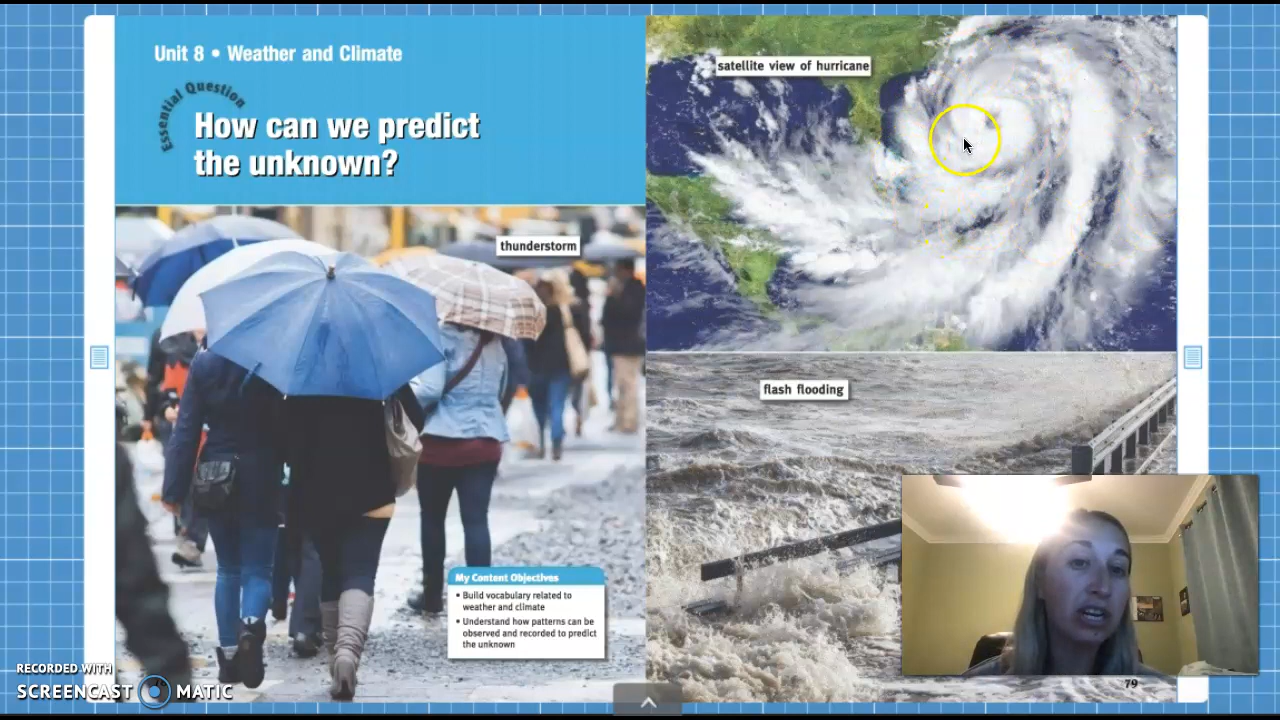 Unit 8 • Weather and Climate
Essential Question
How can we predict
the unknown?
thunderstorm
satellite view of hurricane
flash flooding
My Content Objectives
• Build vocabulary related to
weather and climate
• Understand how patterns can be
observed and recorded to predict
the unknown
79
RECORDED WITH
SCREENCAST MATIC